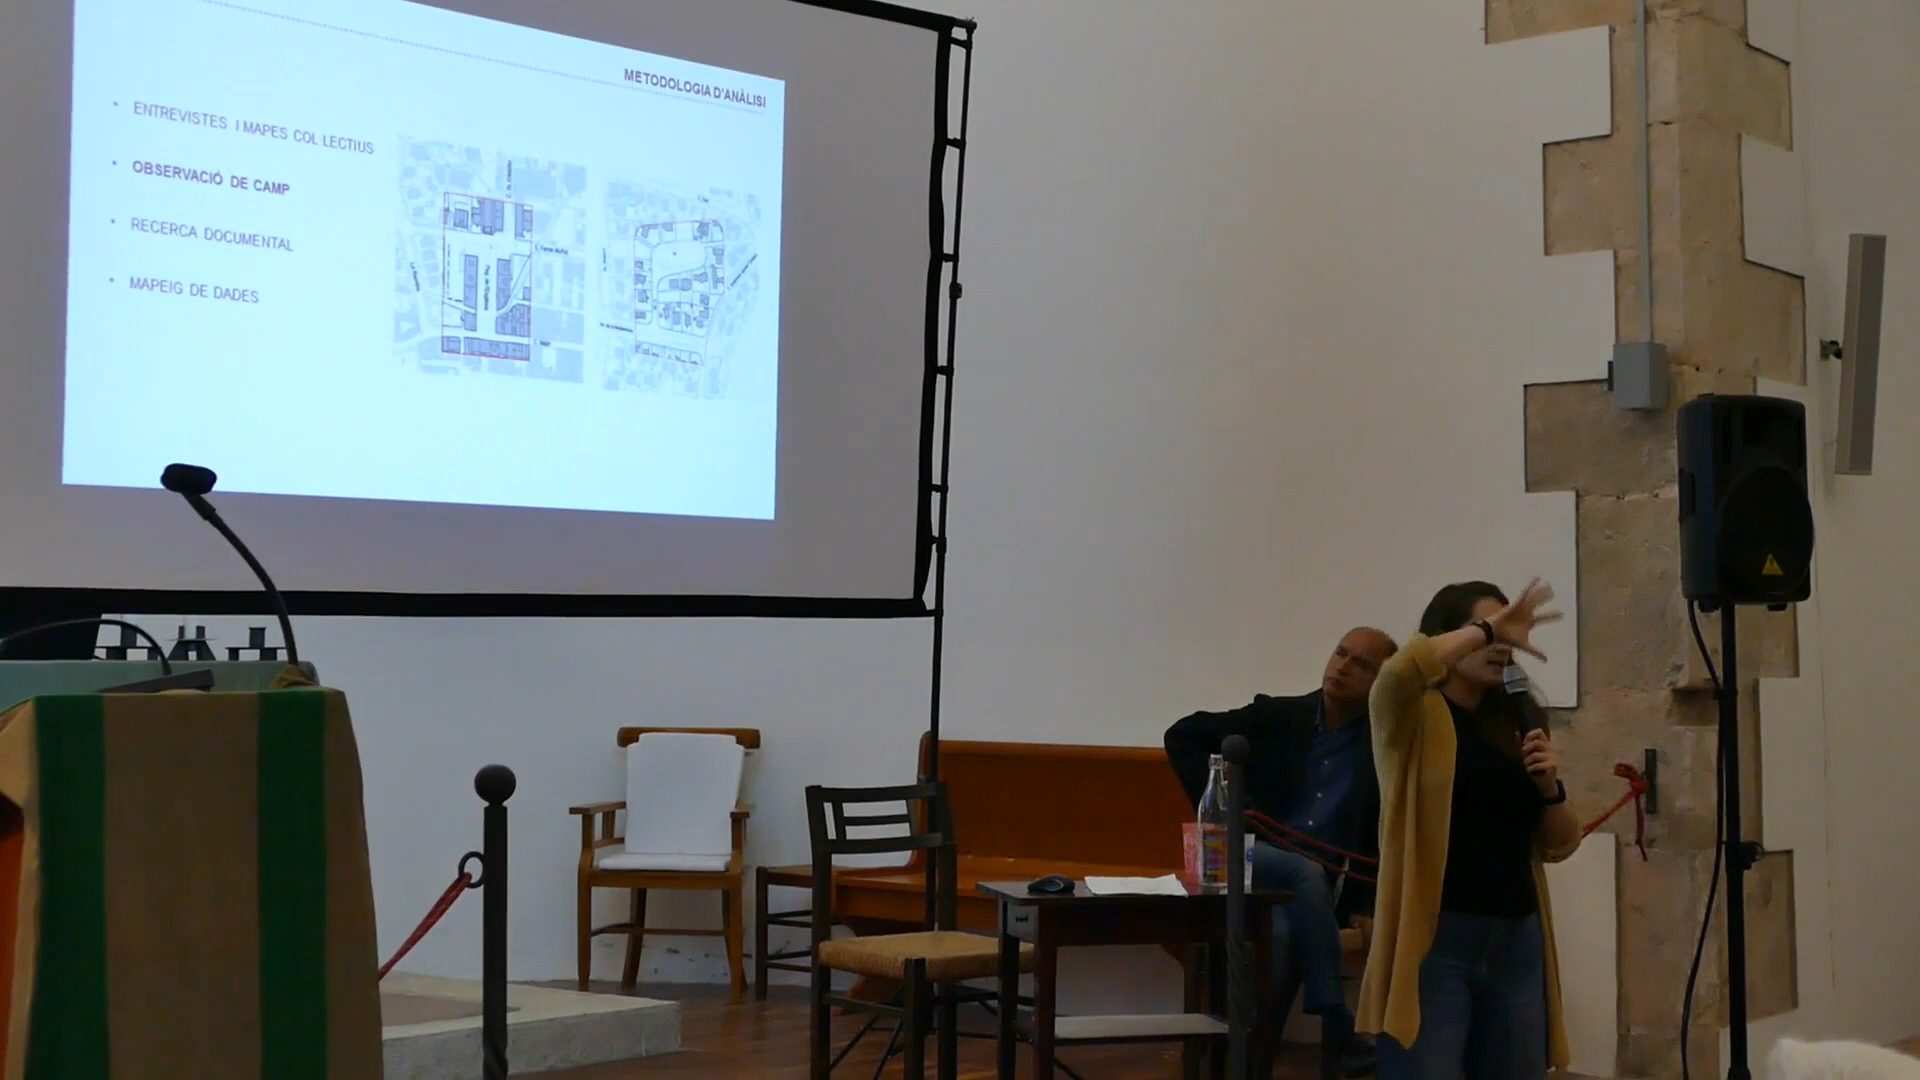 METODOLOGIA D'ANÀLISI
• ENTREVISTES I MAPES COL LECTIUS
• OBSERVACIÓ DE CAMP
• RECERCA DOCUMENTAL
• MAPEIG DE DADES